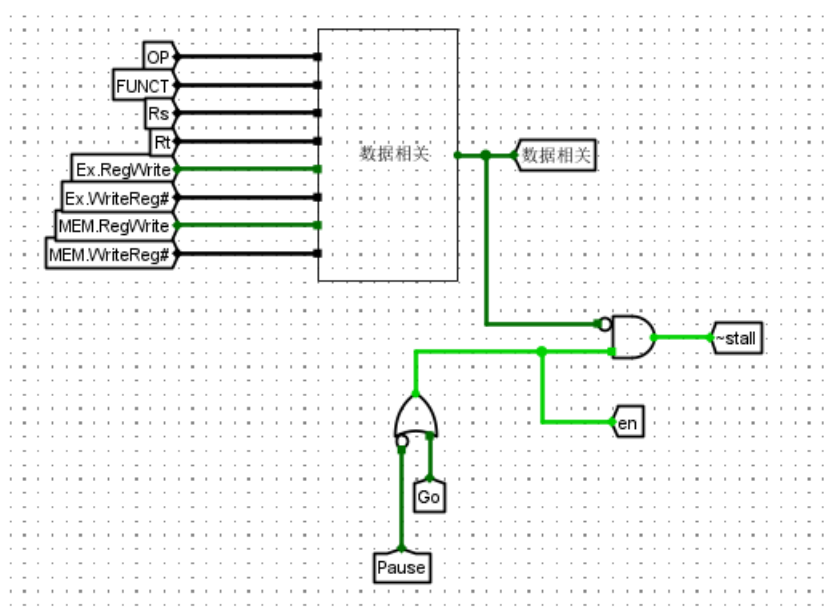 OP
FUNCT
Rs
Rt
Ex.RegWrite
Ex.WriteReg#
MEM.RegWrite
MEM.WriteReg#
数据相关
数据相关
~stall
en
Go
Pause